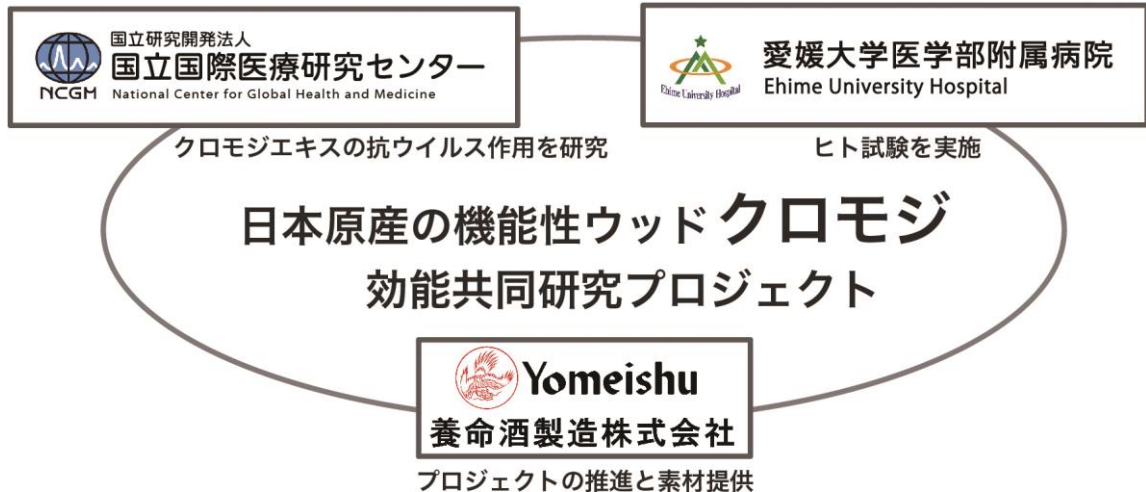 国立研究開発法人
国立国際医療研究センター
NCGM
National Center for Global Health and Medicine
愛媛大学医学部附属病院
Ehime University Hospital
Ehime University Hospital
クロモジエキスの抗ウイルス作用を研究
ヒト試験を実施
日本原産の機能性ウッドクロモジ
効能共同研究プロジェクト
Yomeishu
養命酒製造株式会社
プロジェクトの推進と素材提供